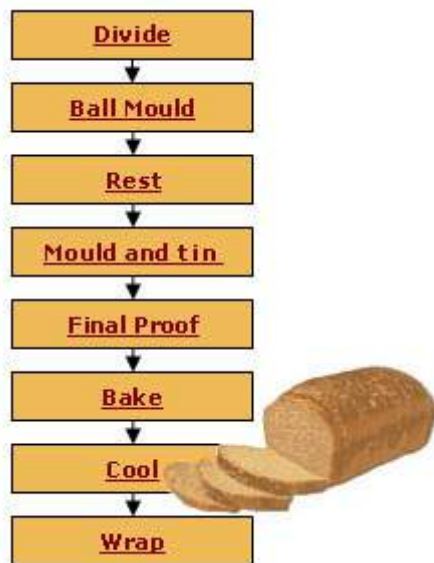 Divide
Ball Mould
Rest
Mould and tin
Final Proof
Bake
Cool
Wrap